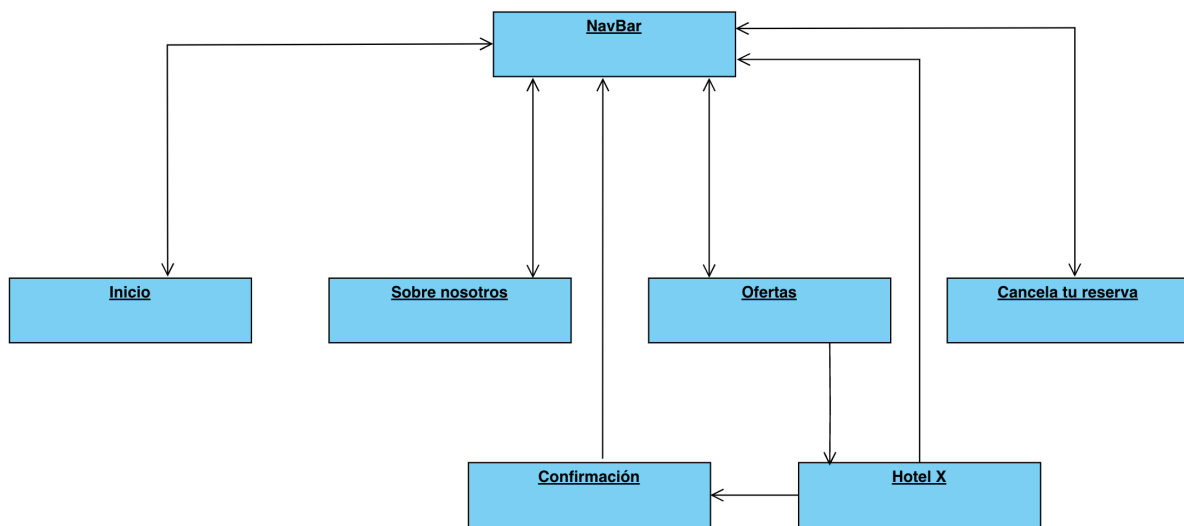 NavBar
Inicio
Sobre nosotros
Ofertas
Cancela tu reserva
Confirmación
Hotel X